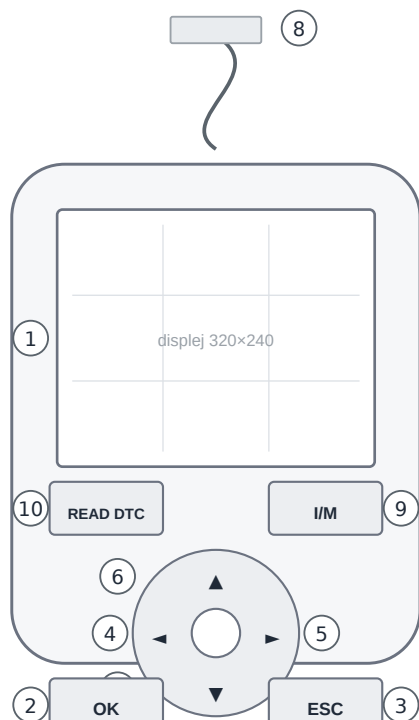 8
1
displej 320×240
10 READ DTC I/M 9
6 ▲
4 ◄ ► 5
▼
2 OK ESC 3